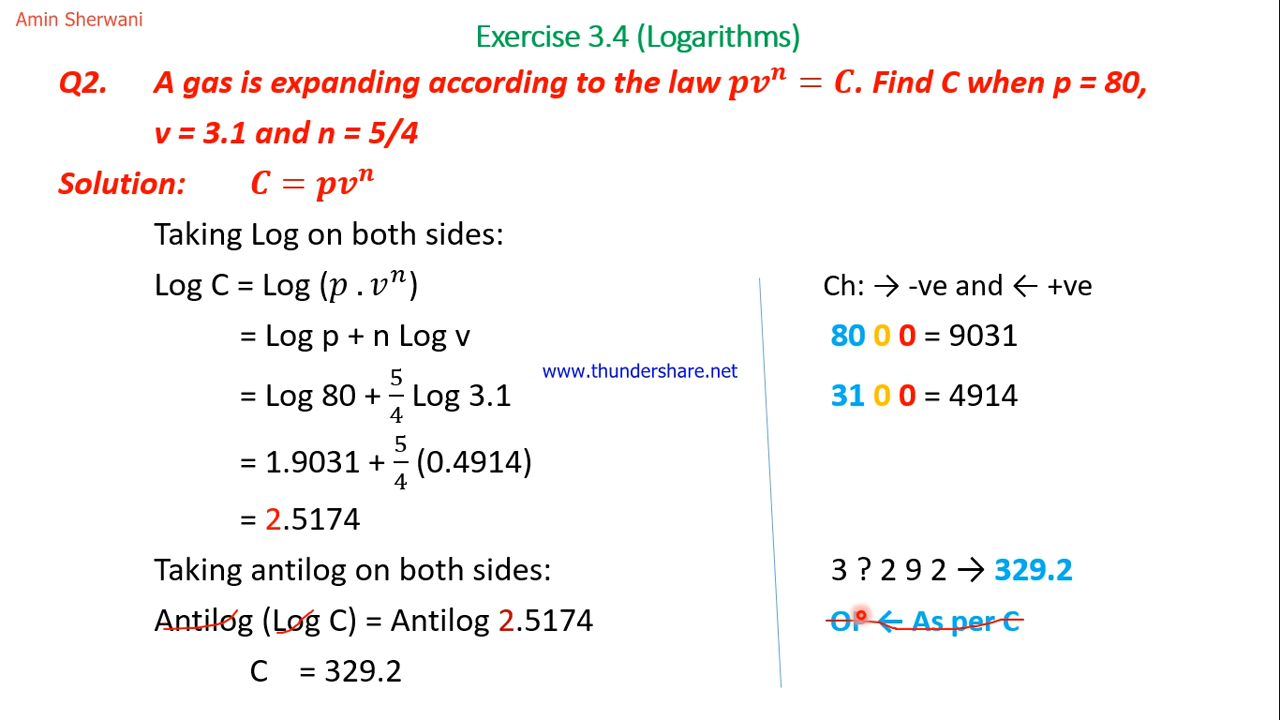 Amin Sherwani
Exercise 3.4 (Logarithms)
Q2. A gas is expanding according to the law pvⁿ = C. Find C when p = 80,
v = 3.1 and n = 5/4
Solution: C = pvⁿ
Taking Log on both sides:
Log C = Log (p . vⁿ)
= Log p + n Log v
www.thundershare.net
= Log 80 + 5/4 Log 3.1
= 1.9031 + 5/4 (0.4914)
= 2.5174
Taking antilog on both sides:
Antilog (Log C) = Antilog 2.5174
C = 329.2
Ch: → -ve and ← +ve
80 0 0 = 9031
31 0 0 = 4914
3 ? 2 9 2 → 329.2
← As per C